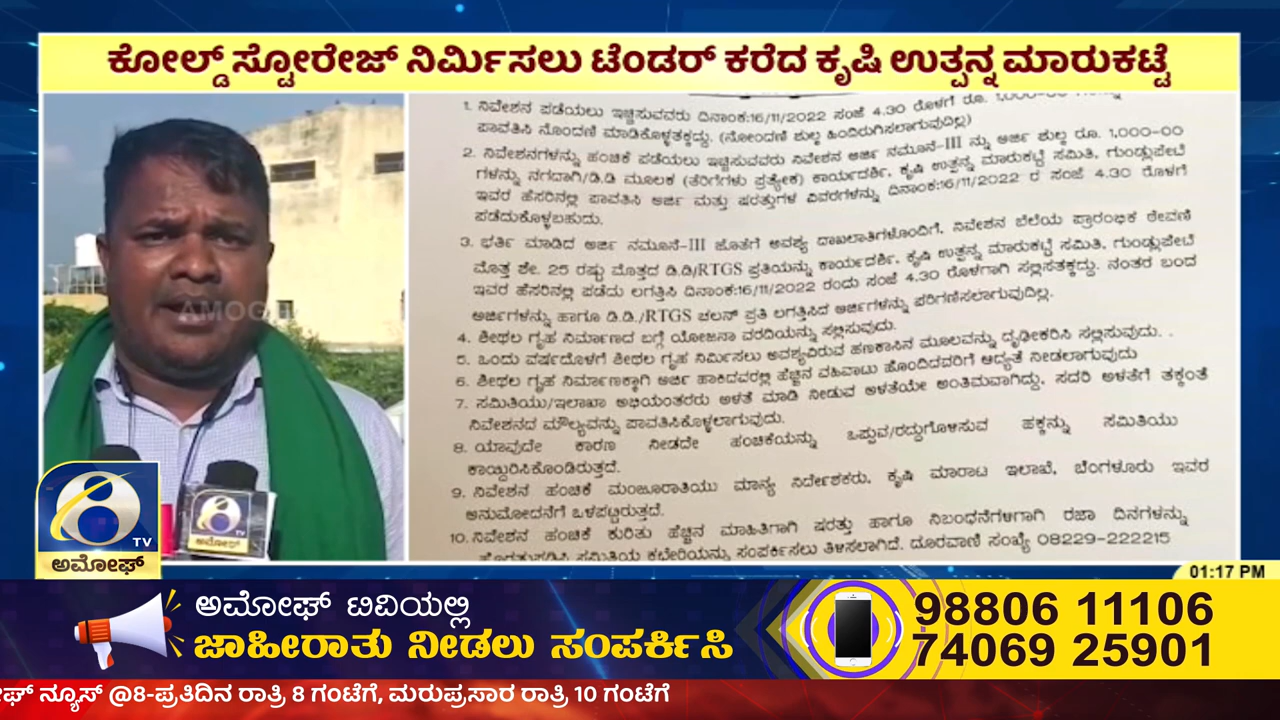 ಕೋಲ್ಡ್ ಸ್ಟೋರೇಜ್ ನಿರ್ಮಿಸಲು ಟೆಂಡರ್ ಕರೆದ ಕೃಷಿ ಉತ್ಪನ್ನ ಮಾರುಕಟ್ಟೆ
1. ನಿವೇಶನ ಪಡೆಯಲು ಇಚ್ಛಿಸುವವರು ದಿನಾಂಕ:16/11/2022 ಸಂಜೆ 4.30 ರೊಳಗೆ ರೂ. 1,000-00
ಪಾವತಿಸಿ ನೊಂದಣಿ ಮಾಡಿಕೊಳ್ಳತಕ್ಕದ್ದು. (ನೋಂದಣಿ ಶುಲ್ಕ ಹಿಂದಿರುಗಿಸಲಾಗುವುದಿಲ್ಲ)
2. ನಿವೇಶನಗಳನ್ನು ಹಂಚಿಕೆ ಪಡೆಯಲು ಇಚ್ಛಿಸುವವರು ನಿವೇಶನ ಅರ್ಜಿ ನಮೂನೆ-III ನ್ನು ಅರ್ಜಿ ಶುಲ್ಕ ರೂ. 1,000-00
ಗಳನ್ನು ನಗದಾಗಿ/ಡಿ.ಡಿ ಮೂಲಕ (ತೆರಿಗೆಗಳು ಪ್ರತ್ಯೇಕ) ಕಾರ್ಯದರ್ಶಿ, ಕೃಷಿ ಉತ್ಪನ್ನ ಮಾರುಕಟ್ಟೆ ಸಮಿತಿ, ಗುಂಡ್ಲುಪೇಟೆ
ಇವರ ಹೆಸರಿನಲ್ಲಿ ಪಾವತಿಸಿ ಅರ್ಜಿ ಮತ್ತು ಷರತ್ತುಗಳ ವಿವರಗಳನ್ನು ದಿನಾಂಕ:16/11/2022 ರ ಸಂಜೆ 4.30 ರೊಳಗೆ
ಪಡೆದುಕೊಳ್ಳಬಹುದು.
3. ಭರ್ತಿ ಮಾಡಿದ ಅರ್ಜಿ ನಮೂನೆ-III ಜೊತೆಗೆ ಅವಶ್ಯ ದಾಖಲಾತಿಗಳೊಂದಿಗೆ, ನಿವೇಶನ ಬೆಲೆಯ ಪ್ರಾರಂಭಿಕ ಠೇವಣಿ
ಮೊತ್ತ ಶೇ. 25 ರಷ್ಟು ಮೊತ್ತದ ಡಿ.ಡಿ/RTGS ಪ್ರತಿಯನ್ನು ಕಾರ್ಯದರ್ಶಿ, ಕೃಷಿ ಉತ್ಪನ್ನ ಮಾರುಕಟ್ಟೆ ಸಮಿತಿ, ಗುಂಡ್ಲುಪೇಟೆ
ಇವರ ಹೆಸರಿನಲ್ಲಿ ಪಡೆದು ಲಗತ್ತಿಸಿ ದಿನಾಂಕ:16/11/2022 ರಂದು ಸಂಜೆ 4.30 ರೊಳಗಾಗಿ ಸಲ್ಲಿಸತಕ್ಕದ್ದು. ನಂತರ ಬಂದ
ಅರ್ಜಿಗಳನ್ನು ಹಾಗೂ ಡಿ.ಡಿ./RTGS ಚಲನ್ ಪ್ರತಿ ಲಗತ್ತಿಸಿದ ಅರ್ಜಿಗಳನ್ನು ಪರಿಗಣಿಸಲಾಗುವುದಿಲ್ಲ.
4. ಶೀಥಲ ಗೃಹ ನಿರ್ಮಾಣದ ಬಗ್ಗೆ ಯೋಜನಾ ವರದಿಯನ್ನು ಸಲ್ಲಿಸುವುದು.
5. ಒಂದು ವರ್ಷದೊಳಗೆ ಶೀಥಲ ಗೃಹ ನಿರ್ಮಿಸಲು ಅವಶ್ಯವಿರುವ ಹಣಕಾಸಿನ ಮೂಲವನ್ನು ದೃಢೀಕರಿಸಿ ಸಲ್ಲಿಸುವುದು. .
6. ಶೀಥಲ ಗೃಹ ನಿರ್ಮಾಣಕ್ಕಾಗಿ ಅರ್ಜಿ ಹಾಕಿದವರಲ್ಲಿ ಹೆಚ್ಚಿನ ವಹಿವಾಟು ಹೊಂದಿದವರಿಗೆ ಆದ್ಯತೆ ನೀಡಲಾಗುವುದು
7. ಸಮಿತಿಯು/ಇಲಾಖಾ ಅಭಿಯಂತರರು ಅಳತೆ ಮಾಡಿ ನೀಡುವ ಅಳತೆಯೇ ಅಂತಿಮವಾಗಿದ್ದು, ಸದರಿ ಅಳತೆಗೆ ತಕ್ಕಂತೆ
ನಿವೇಶನದ ಮೌಲ್ಯವನ್ನು ಪಾವತಿಸಿಕೊಳ್ಳಲಾಗುವುದು.
8. ಯಾವುದೇ ಕಾರಣ ನೀಡದೇ ಹಂಚಿಕೆಯನ್ನು ಒಪ್ಪುವ/ರದ್ದುಗೊಳಿಸುವ ಹಕ್ಕನ್ನು ಸಮಿತಿಯು
ಕಾಯ್ದಿರಿಸಿಕೊಂಡಿರುತ್ತದೆ.
9. ನಿವೇಶನ ಹಂಚಿಕೆ ಮಂಜೂರಾತಿಯು ಮಾನ್ಯ ನಿರ್ದೇಶಕರು, ಕೃಷಿ ಮಾರಾಟ ಇಲಾಖೆ, ಬೆಂಗಳೂರು ಇವರ
ಅನುಮೋದನೆಗೆ ಒಳಪಟ್ಟಿರುತ್ತದೆ.
10. ನಿವೇಶನ ಹಂಚಿಕೆ ಕುರಿತು ಹೆಚ್ಚಿನ ಮಾಹಿತಿಗಾಗಿ ಷರತ್ತು ಹಾಗೂ ನಿಬಂಧನೆಗಳಿಗಾಗಿ ರಜಾ ದಿನಗಳನ್ನು
ಹೊರತುಪಡಿಸಿ ಸಮಿತಿಯ ಕಛೇರಿಯನ್ನು ಸಂಪರ್ಕಿಸಲು ತಿಳಿಸಲಾಗಿದೆ. ದೂರವಾಣಿ ಸಂಖ್ಯೆ 08229-222215
TV
ಅಮೋಘ್
ಅಮೋಘ್
01:17 PM
ಅಮೋಘ್ ಟಿವಿಯಲ್ಲಿ
ಜಾಹೀರಾತು ನೀಡಲು ಸಂಪರ್ಕಿಸಿ
98806 11106
74069 25901
ನ್ಯೂಸ್ @8-ಪ್ರತಿದಿನ ರಾತ್ರಿ 8 ಗಂಟೆಗೆ, ಮರುಪ್ರಸಾರ ರಾತ್ರಿ 10 ಗಂಟೆಗೆ